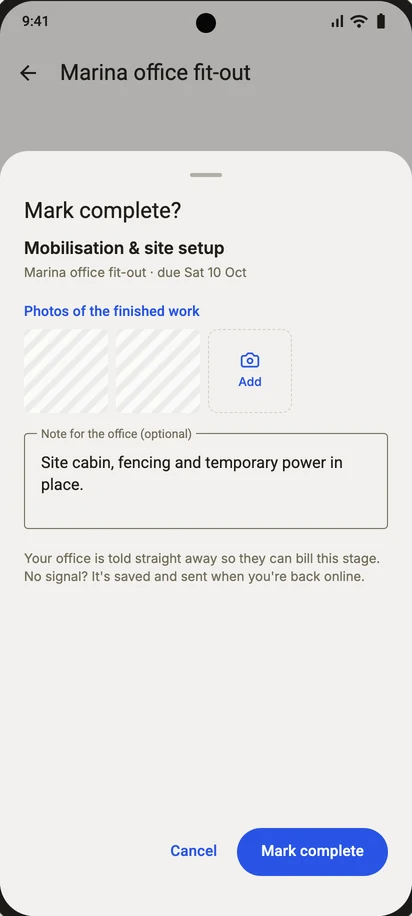 9:41
Marina office fit-out
Mark complete?
Mobilisation & site setup
Marina office fit-out · due Sat 10 Oct
Photos of the finished work
Add
Note for the office (optional)
Site cabin, fencing and temporary power in
place.
Your office is told straight away so they can bill this stage.
No signal? It's saved and sent when you're back online.
Cancel
Mark complete